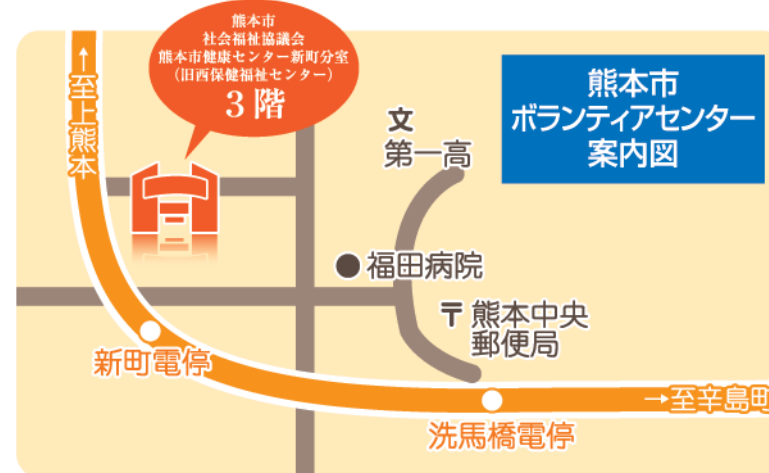 熊本市
社会福祉協議会
熊本市健康センター新町分室
（旧西保健福祉センター）
3階
熊本市
ボランティアセンター
案内図
↑至上熊本
文
第一高
福田病院
〒熊本中央
郵便局
新町電停
→至辛島町
洗馬橋電停